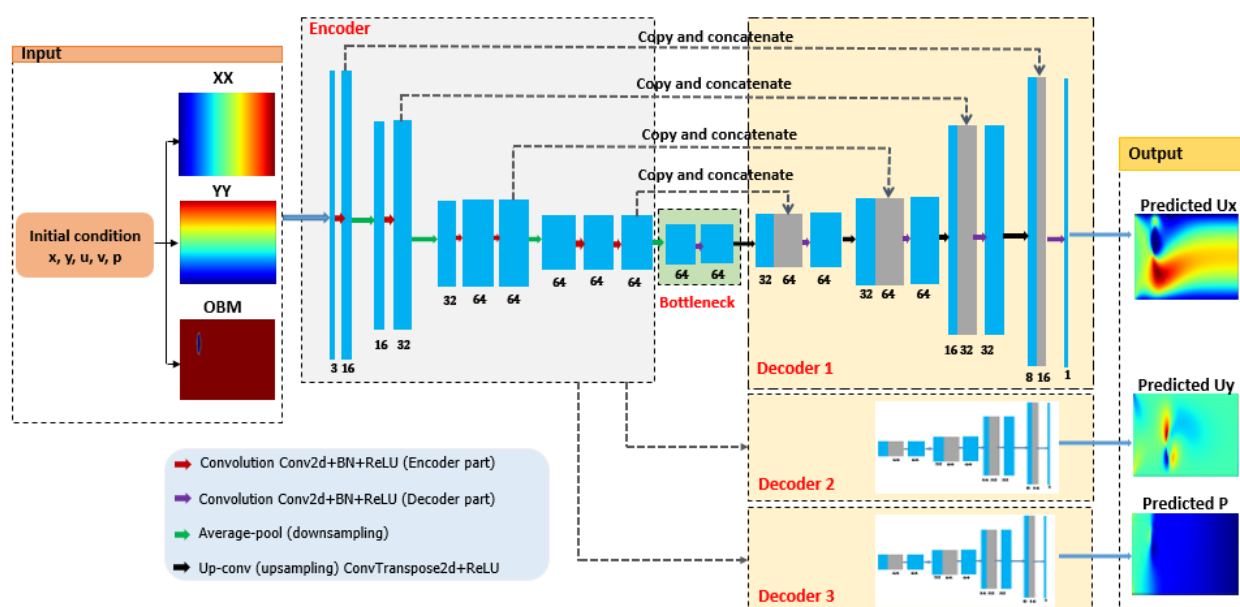 Input
XX
YY
Initial condition
x, y, u, v, p
OBM
Encoder
3 16
16 32
32 64 64
64 64 64
64 64
Bottleneck
Copy and concatenate
Copy and concatenate
Copy and concatenate
Copy and concatenate
32 64 64
32 64 64
16 32 32
8 16 1
Decoder 1
Decoder 2
Decoder 3
Output
Predicted Ux
Predicted Uy
Predicted P
Convolution Conv2d+BN+ReLU (Encoder part)
Convolution Conv2d+BN+ReLU (Decoder part)
Average-pool (downsampling)
Up-conv (upsampling) ConvTranspose2d+ReLU